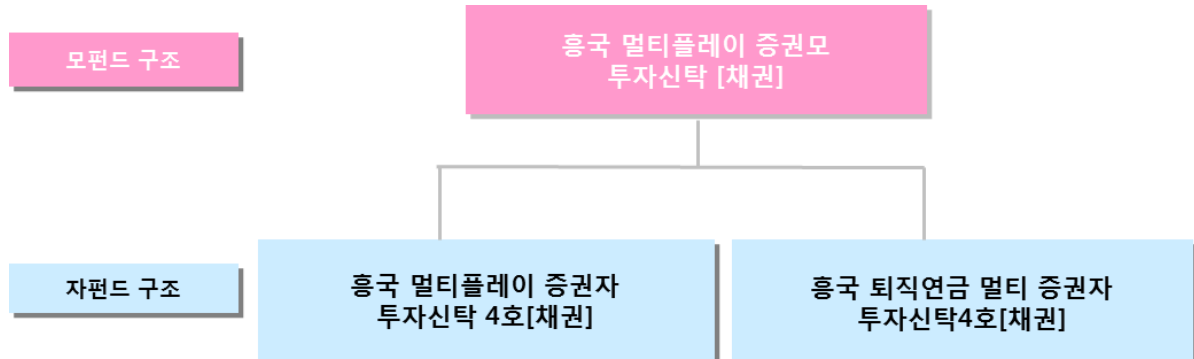 모펀드 구조
흥국 멀티플레이 증권모
투자신탁 [채권]
자펀드 구조
흥국 멀티플레이 증권자
투자신탁 4호[채권]
흥국 퇴직연금 멀티 증권자
투자신탁4호[채권]